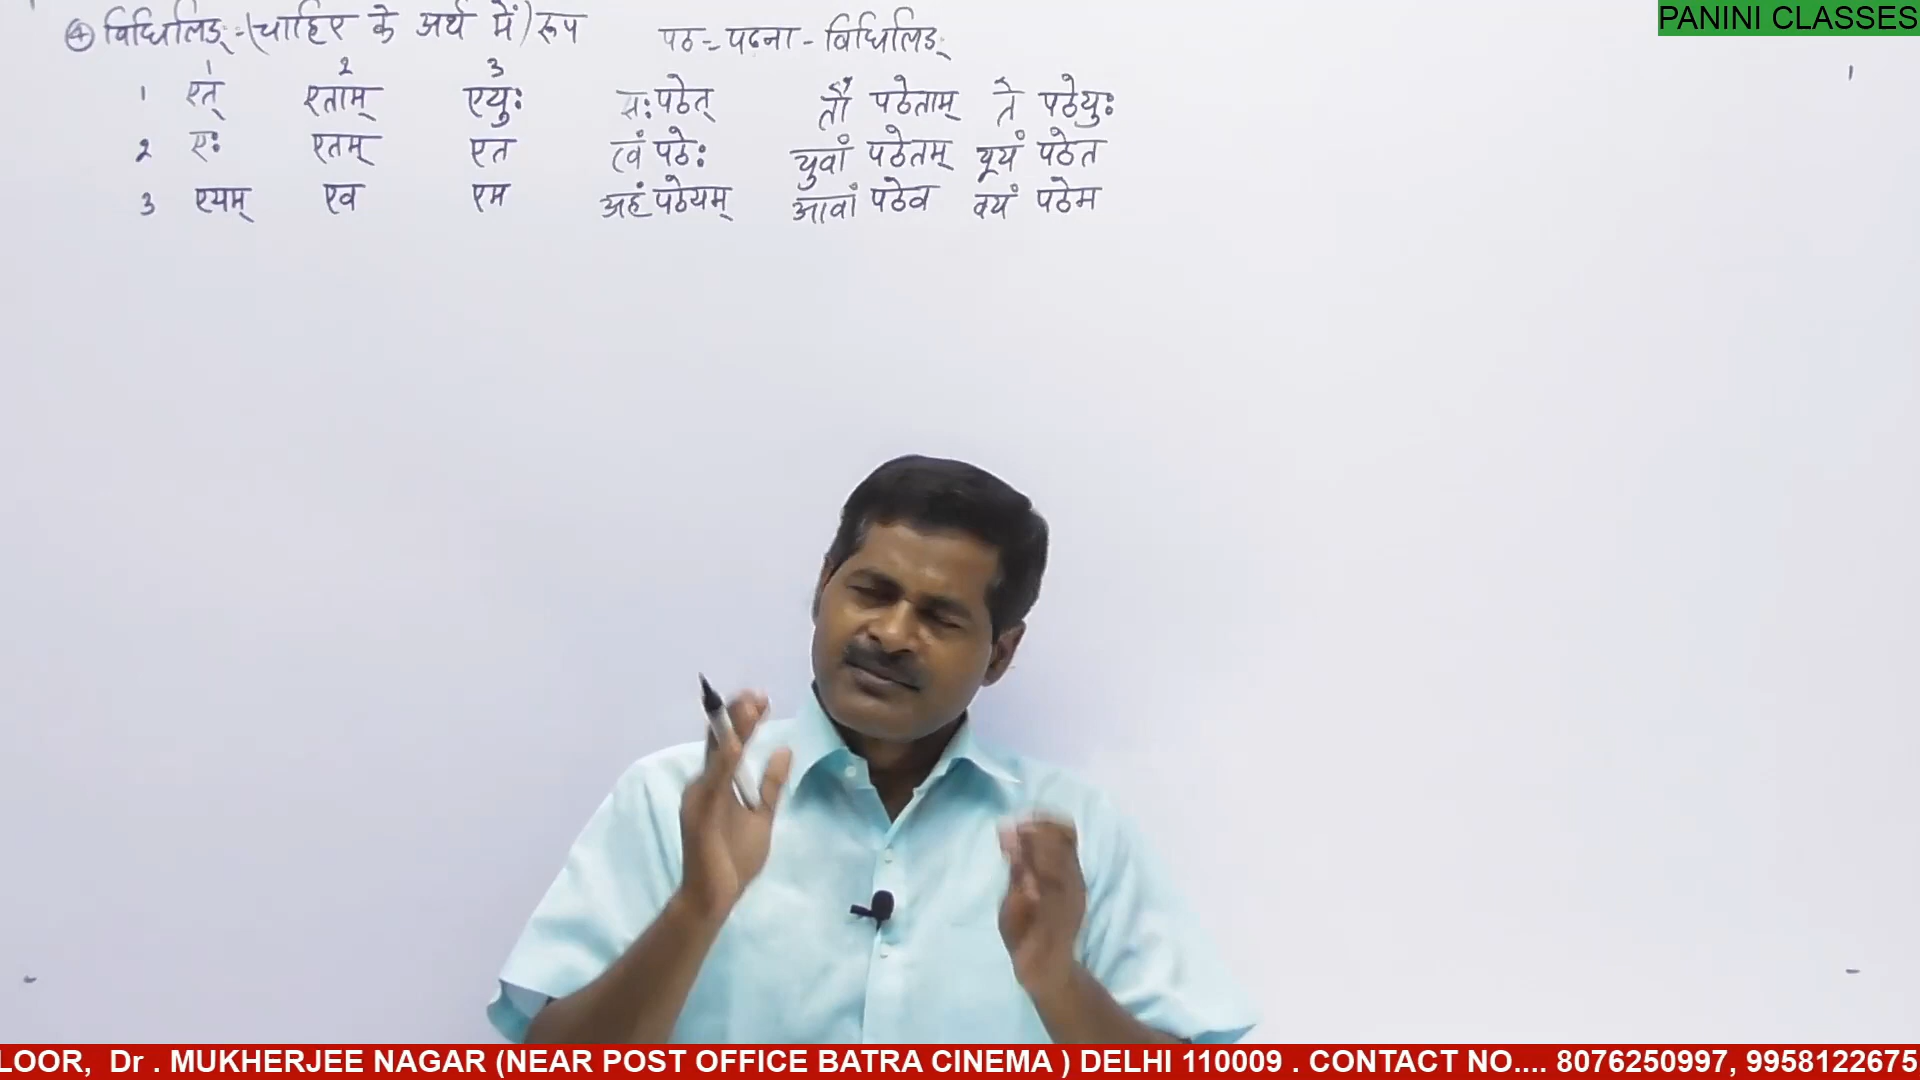 PANINI CLASSES
④ विधिलिङ्:-(चाहिए के अर्थ में) रूप पठ = पढना - विधिलिङ्
1 2 3
1 एत् एताम् एयुः सः पठेत् तौ पठेताम् ते पठेयुः
2 एः एतम् एत त्वं पठेः युवां पठेतम् यूयं पठेत
3 एयम् एव एम अहं पठेयम् आवां पठेव वयं पठेम
LOOR, Dr . MUKHERJEE NAGAR (NEAR POST OFFICE BATRA CINEMA ) DELHI 110009 . CONTACT NO.... 8076250997, 9958122675